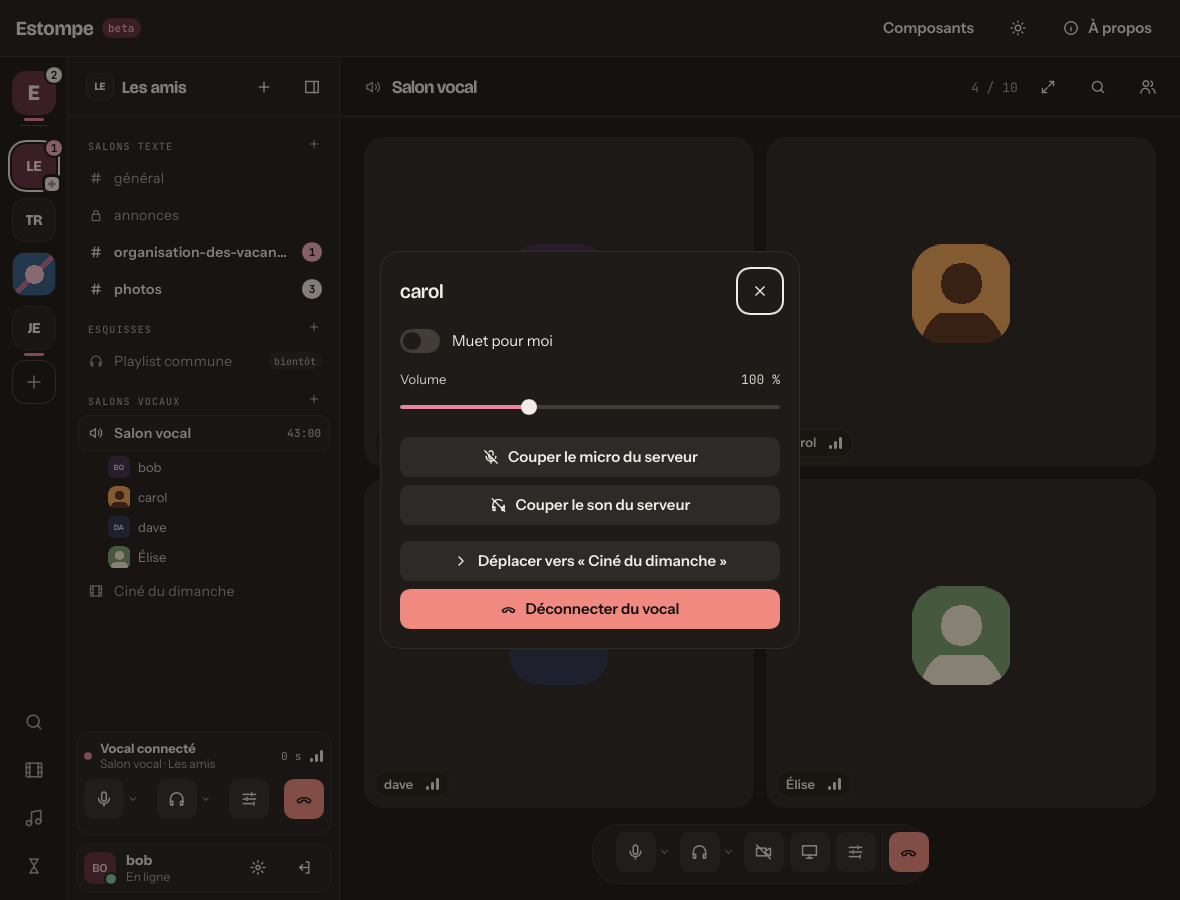 Estompe beta
Composants
À propos
E 2
LE 1
TR
JE
LE Les amis
SALONS TEXTE
général
annonces
organisation-des-vacan... 1
photos 3
ESQUISSES
Playlist commune bientôt
SALONS VOCAUX
Salon vocal 43:00
BO bob
carol
DA dave
Élise
Ciné du dimanche
Vocal connecté
Salon vocal · Les amis
0 s
BO bob
En ligne
Salon vocal
4 / 10
carol
Muet pour moi
Volume 100 %
Couper le micro du serveur
Couper le son du serveur
Déplacer vers « Ciné du dimanche »
Déconnecter du vocal
rol
dave
Élise